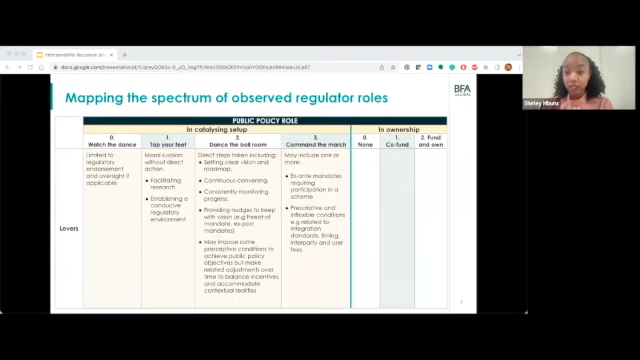 Interoperability discussion
Mapping the spectrum of observed regulator roles
BFA
GLOBAL
Shirley Mburu
PUBLIC POLICY ROLE
In catalysing setup
In ownership
0.
Watch the dance
1.
Tap your feet
2.
Dance the ball room
3.
Command the march
0.
None
1.
Co-fund
2. Fund and own
Levers
Limited to
regulatory
endorsement and
oversight if
applicable
Moral suasion
without direct
action
• Facilitating
research
• Establishing a
conducive
regulatory
environment
Direct steps taken including:
• Setting clear vision and
roadmap,
• Continuous convening,
• Consistently monitoring
progress,
• Providing nudges to keep
with vision (e.g threat of
mandate, ex-post
mandates)
• May impose some
prescriptive conditions to
achieve public policy
objectives but make
related adjustments over
time to balance incentives
and accommodate
contextual realities
May include one or
more:
• Ex-ante mandates
requiring
participation in a
scheme
• Prescriptive and
inflexible conditions
e.g related to
integration
standards, timing,
interparty and user
fees